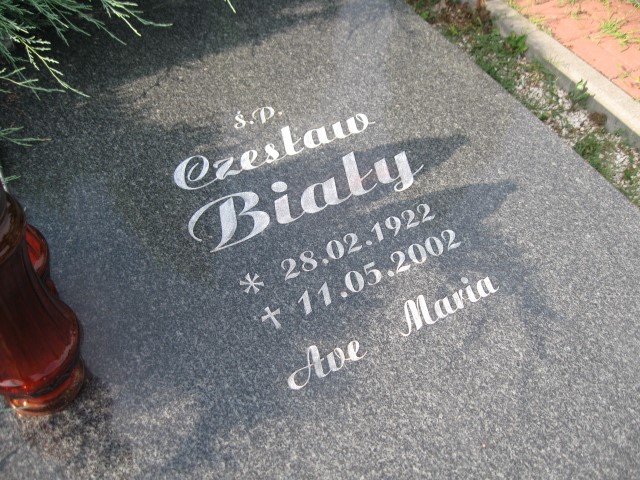 Ś.P.
Czesław
Biały
* 28.02.1922
† 11.05.2002
Ave Maria